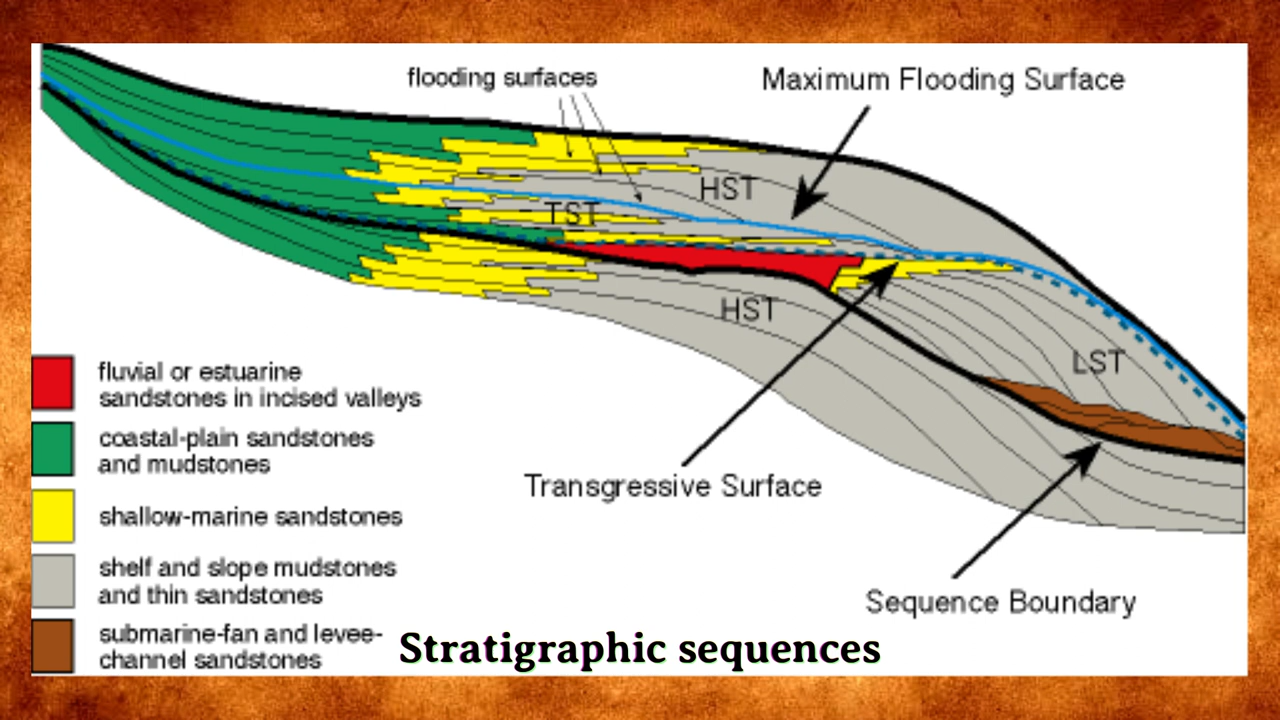 flooding surfaces
Maximum Flooding Surface
HST
TST
HST
LST
Transgressive Surface
Sequence Boundary
fluvial or estuarine
sandstones in incised valleys
coastal-plain sandstones
and mudstones
shallow-marine sandstones
shelf and slope mudstones
and thin sandstones
submarine-fan and levee-
channel sandstones
Stratigraphic sequences